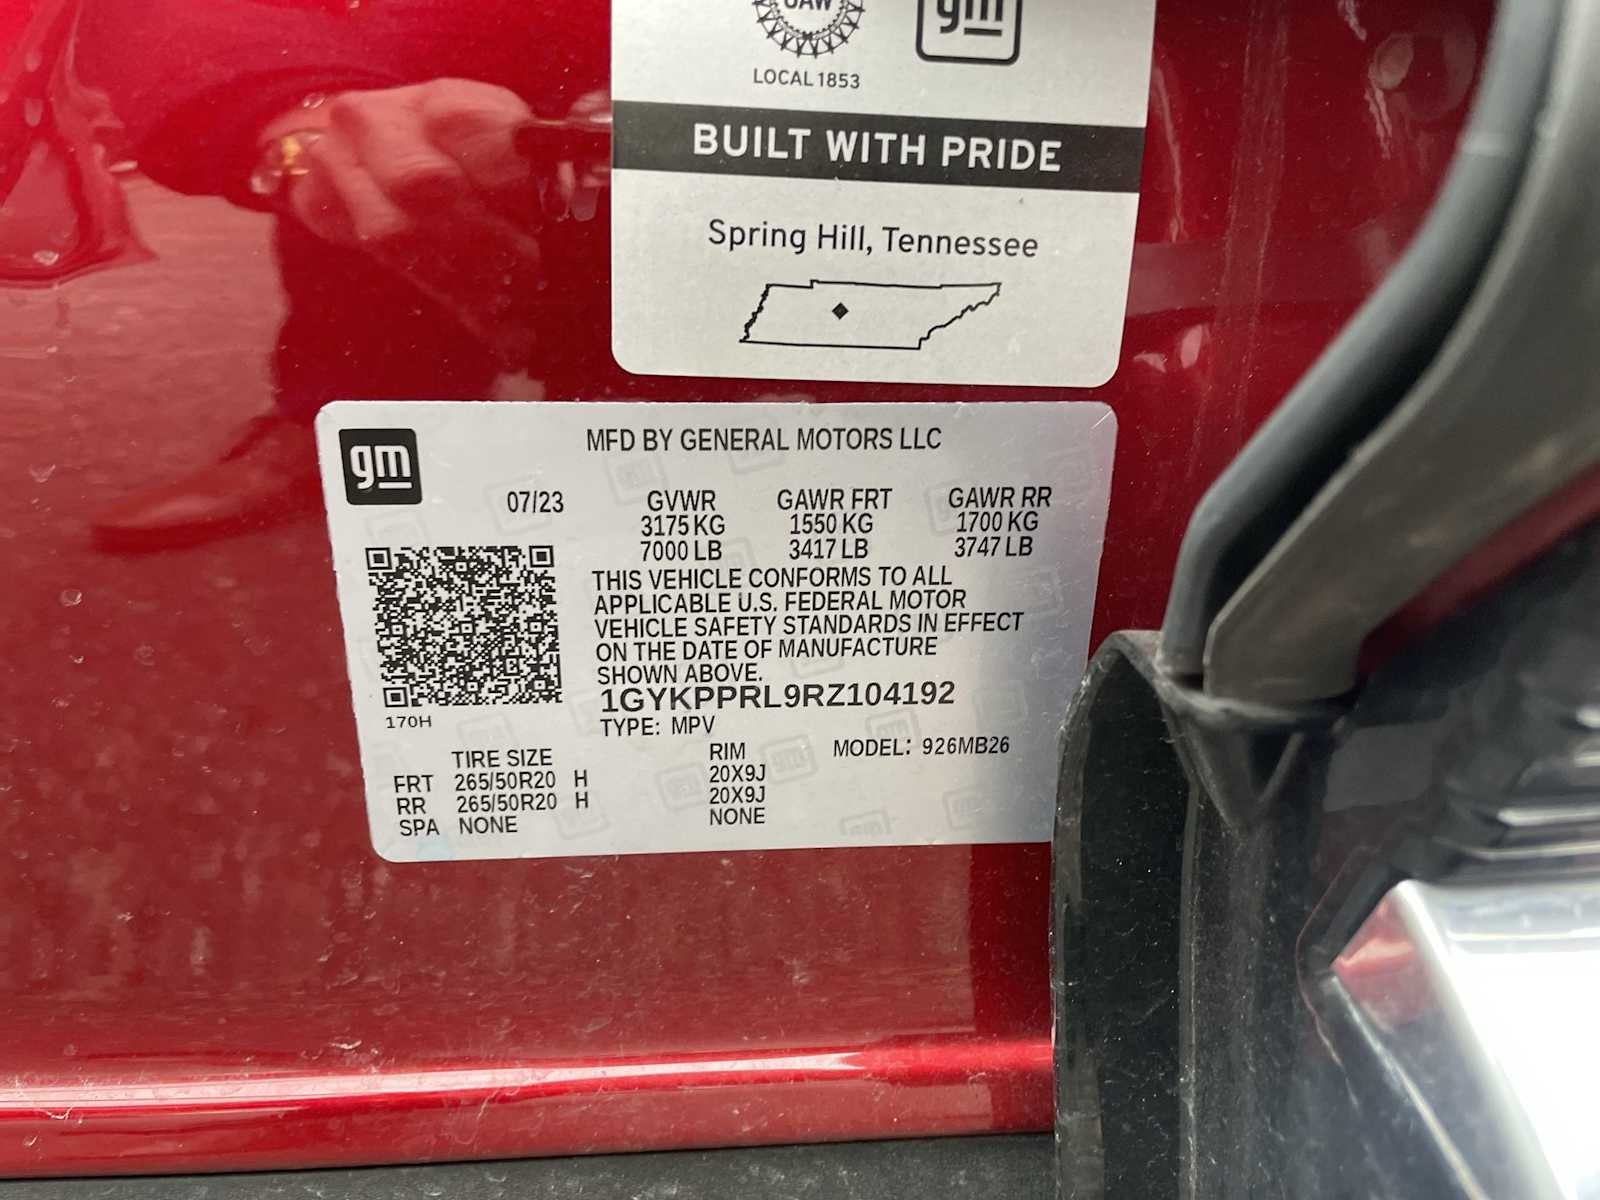 UAW
gm
LOCAL 1853
BUILT WITH PRIDE
Spring Hill, Tennessee
gm
MFD BY GENERAL MOTORS LLC
07/23 GVWR GAWR FRT GAWR RR
3175 KG 1550 KG 1700 KG
7000 LB 3417 LB 3747 LB
THIS VEHICLE CONFORMS TO ALL
APPLICABLE U.S. FEDERAL MOTOR
VEHICLE SAFETY STANDARDS IN EFFECT
ON THE DATE OF MANUFACTURE
SHOWN ABOVE.
1GYKPPRL9RZ104192
170H
TYPE: MPV
TIRE SIZE RIM MODEL: 926MB26
FRT 265/50R20 H 20X9J
RR 265/50R20 H 20X9J
SPA NONE NONE